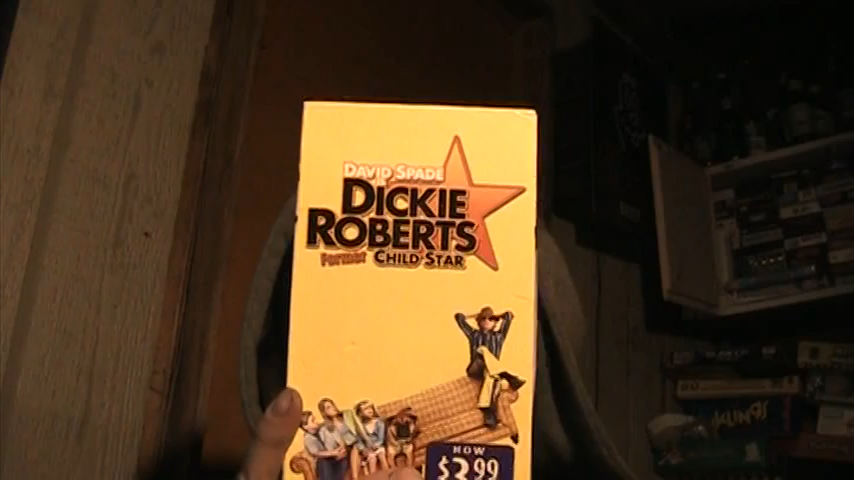 DAVID SPADE
DICKIE
ROBERTS
FORMER CHILD STAR
NOW
$3.99